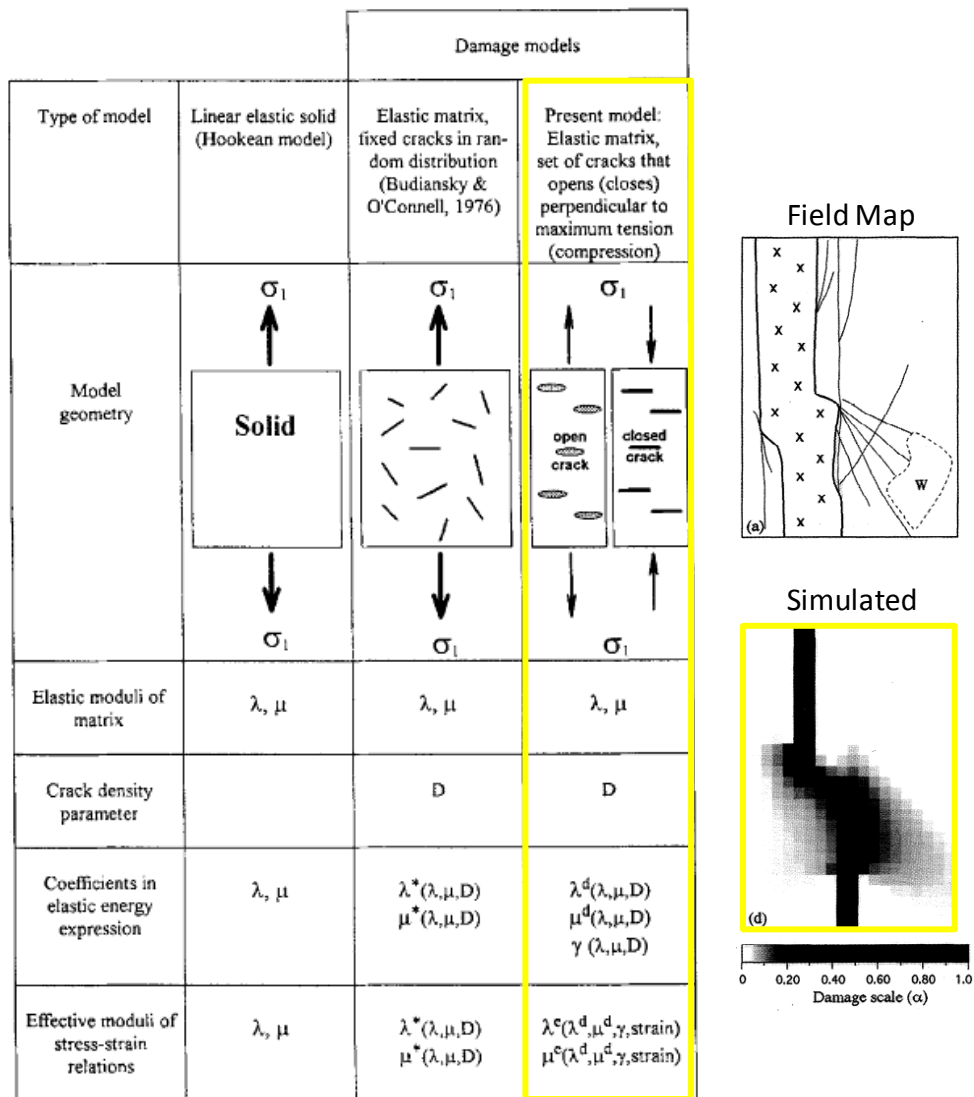 Damage models
Type of model
Linear elastic solid
(Hookean model)
Elastic matrix,
fixed cracks in ran-
dom distribution
(Budiansky &
O'Connell, 1976)
Present model:
Elastic matrix,
set of cracks that
opens (closes)
perpendicular to
maximum tension
(compression)
Model
geometry
σ₁
Solid
σ₁
σ₁
σ₁
σ₁
open
crack
closed
crack
σ₁
Elastic moduli of
matrix
λ, μ
λ, μ
λ, μ
Crack density
parameter
D
D
Coefficients in
elastic energy
expression
λ, μ
λ*(λ,μ,D)
μ*(λ,μ,D)
λᵈ(λ,μ,D)
μᵈ(λ,μ,D)
γ (λ,μ,D)
Effective moduli of
stress-strain
relations
λ, μ
λ*(λ,μ,D)
μ*(λ,μ,D)
λᵉ(λᵈ,μᵈ,γ,strain)
μᵉ(λᵈ,μᵈ,γ,strain)
Field Map
x
x
x
x
x
x
x
x
x
x
x
x
x
W
(a)
Simulated
(d)
0 0.20 0.40 0.60 0.80 1.0
Damage scale (α)